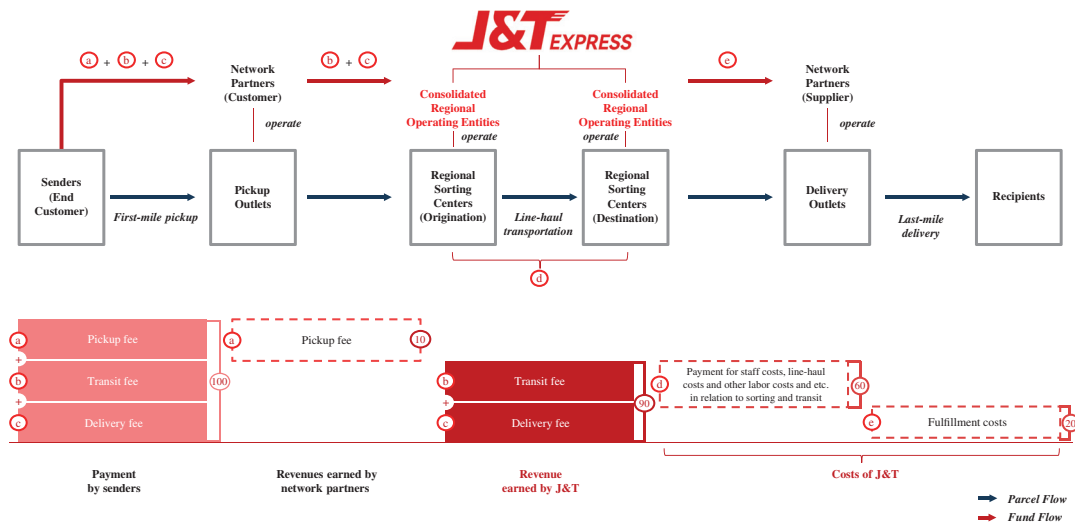 J&T EXPRESS
a + b + c
b + c
e
Network
Partners
(Customer)
Network
Partners
(Supplier)
Consolidated
Regional
Operating Entities
Consolidated
Regional
Operating Entities
operate
operate
operate
operate
Senders
(End
Customer)
First-mile pickup
Pickup
Outlets
Regional
Sorting
Centers
(Origination)
Line-haul
transportation
Regional
Sorting
Centers
(Destination)
Delivery
Outlets
Last-mile
delivery
Recipients
d
a
Pickup fee
+
b
Transit fee
+
c
Delivery fee
100
a
Pickup fee
10
b
Transit fee
+
c
Delivery fee
90
d
Payment for staff costs, line-haul
costs and other labor costs and etc.
in relation to sorting and transit
60
e
Fulfillment costs
20
Payment
by senders
Revenues earned by
network partners
Revenue
earned by J&T
Costs of J&T
Parcel Flow
Fund Flow